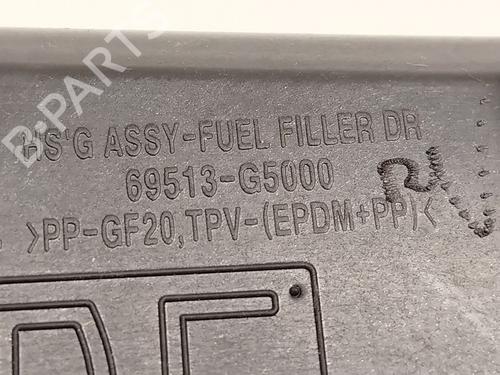 B-PARTS
HS'G ASSY-FUEL FILLER DR
69513-G5000
>PP-GF20,TPV-(EPDM+PP)<